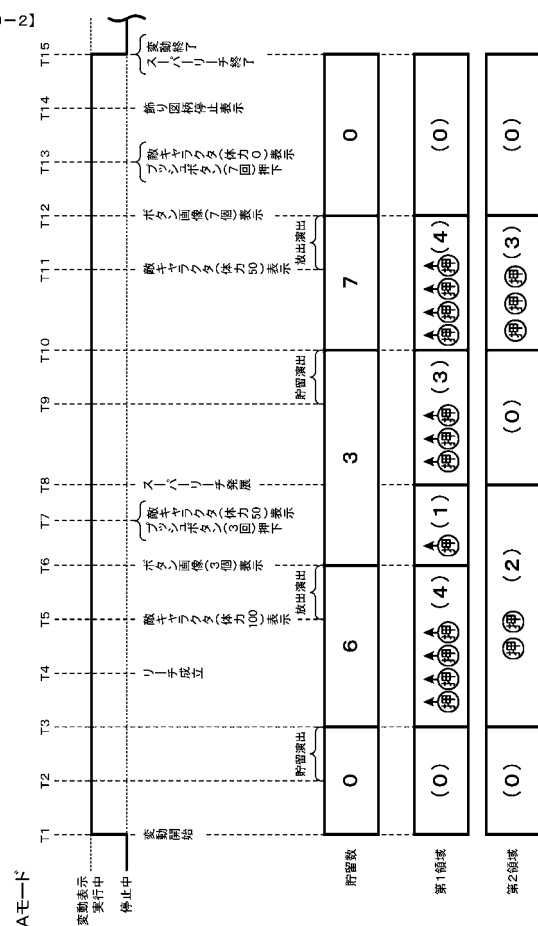 −2】
Aモード
T1 T2 T3 T4 T5 T6 T7 T8 T9 T10 T11 T12 T13 T14 T15
変動表示
実行中
停止中
変動開始
リーチ成立
敵キャラクタ(体力100)表示
ボタン画像(3個)表示
敵キャラクタ(体力50)表示
プッシュボタン(3回)押下
スーパーリーチ発展
敵キャラクタ(体力50)表示
ボタン画像(7個)表示
敵キャラクタ(体力0)表示
プッシュボタン(7回)押下
飾り図柄停止表示
変動終了
スーパーリーチ終了
貯留演出 放出演出 貯留演出 放出演出
貯留数 0 6 3 7 0
第1領域 (0) 押押押押(4) 押(1) 押押押(3) 押押押押(4) (0)
第2領域 (0) 押押(2) (0) 押押押(3) (0)